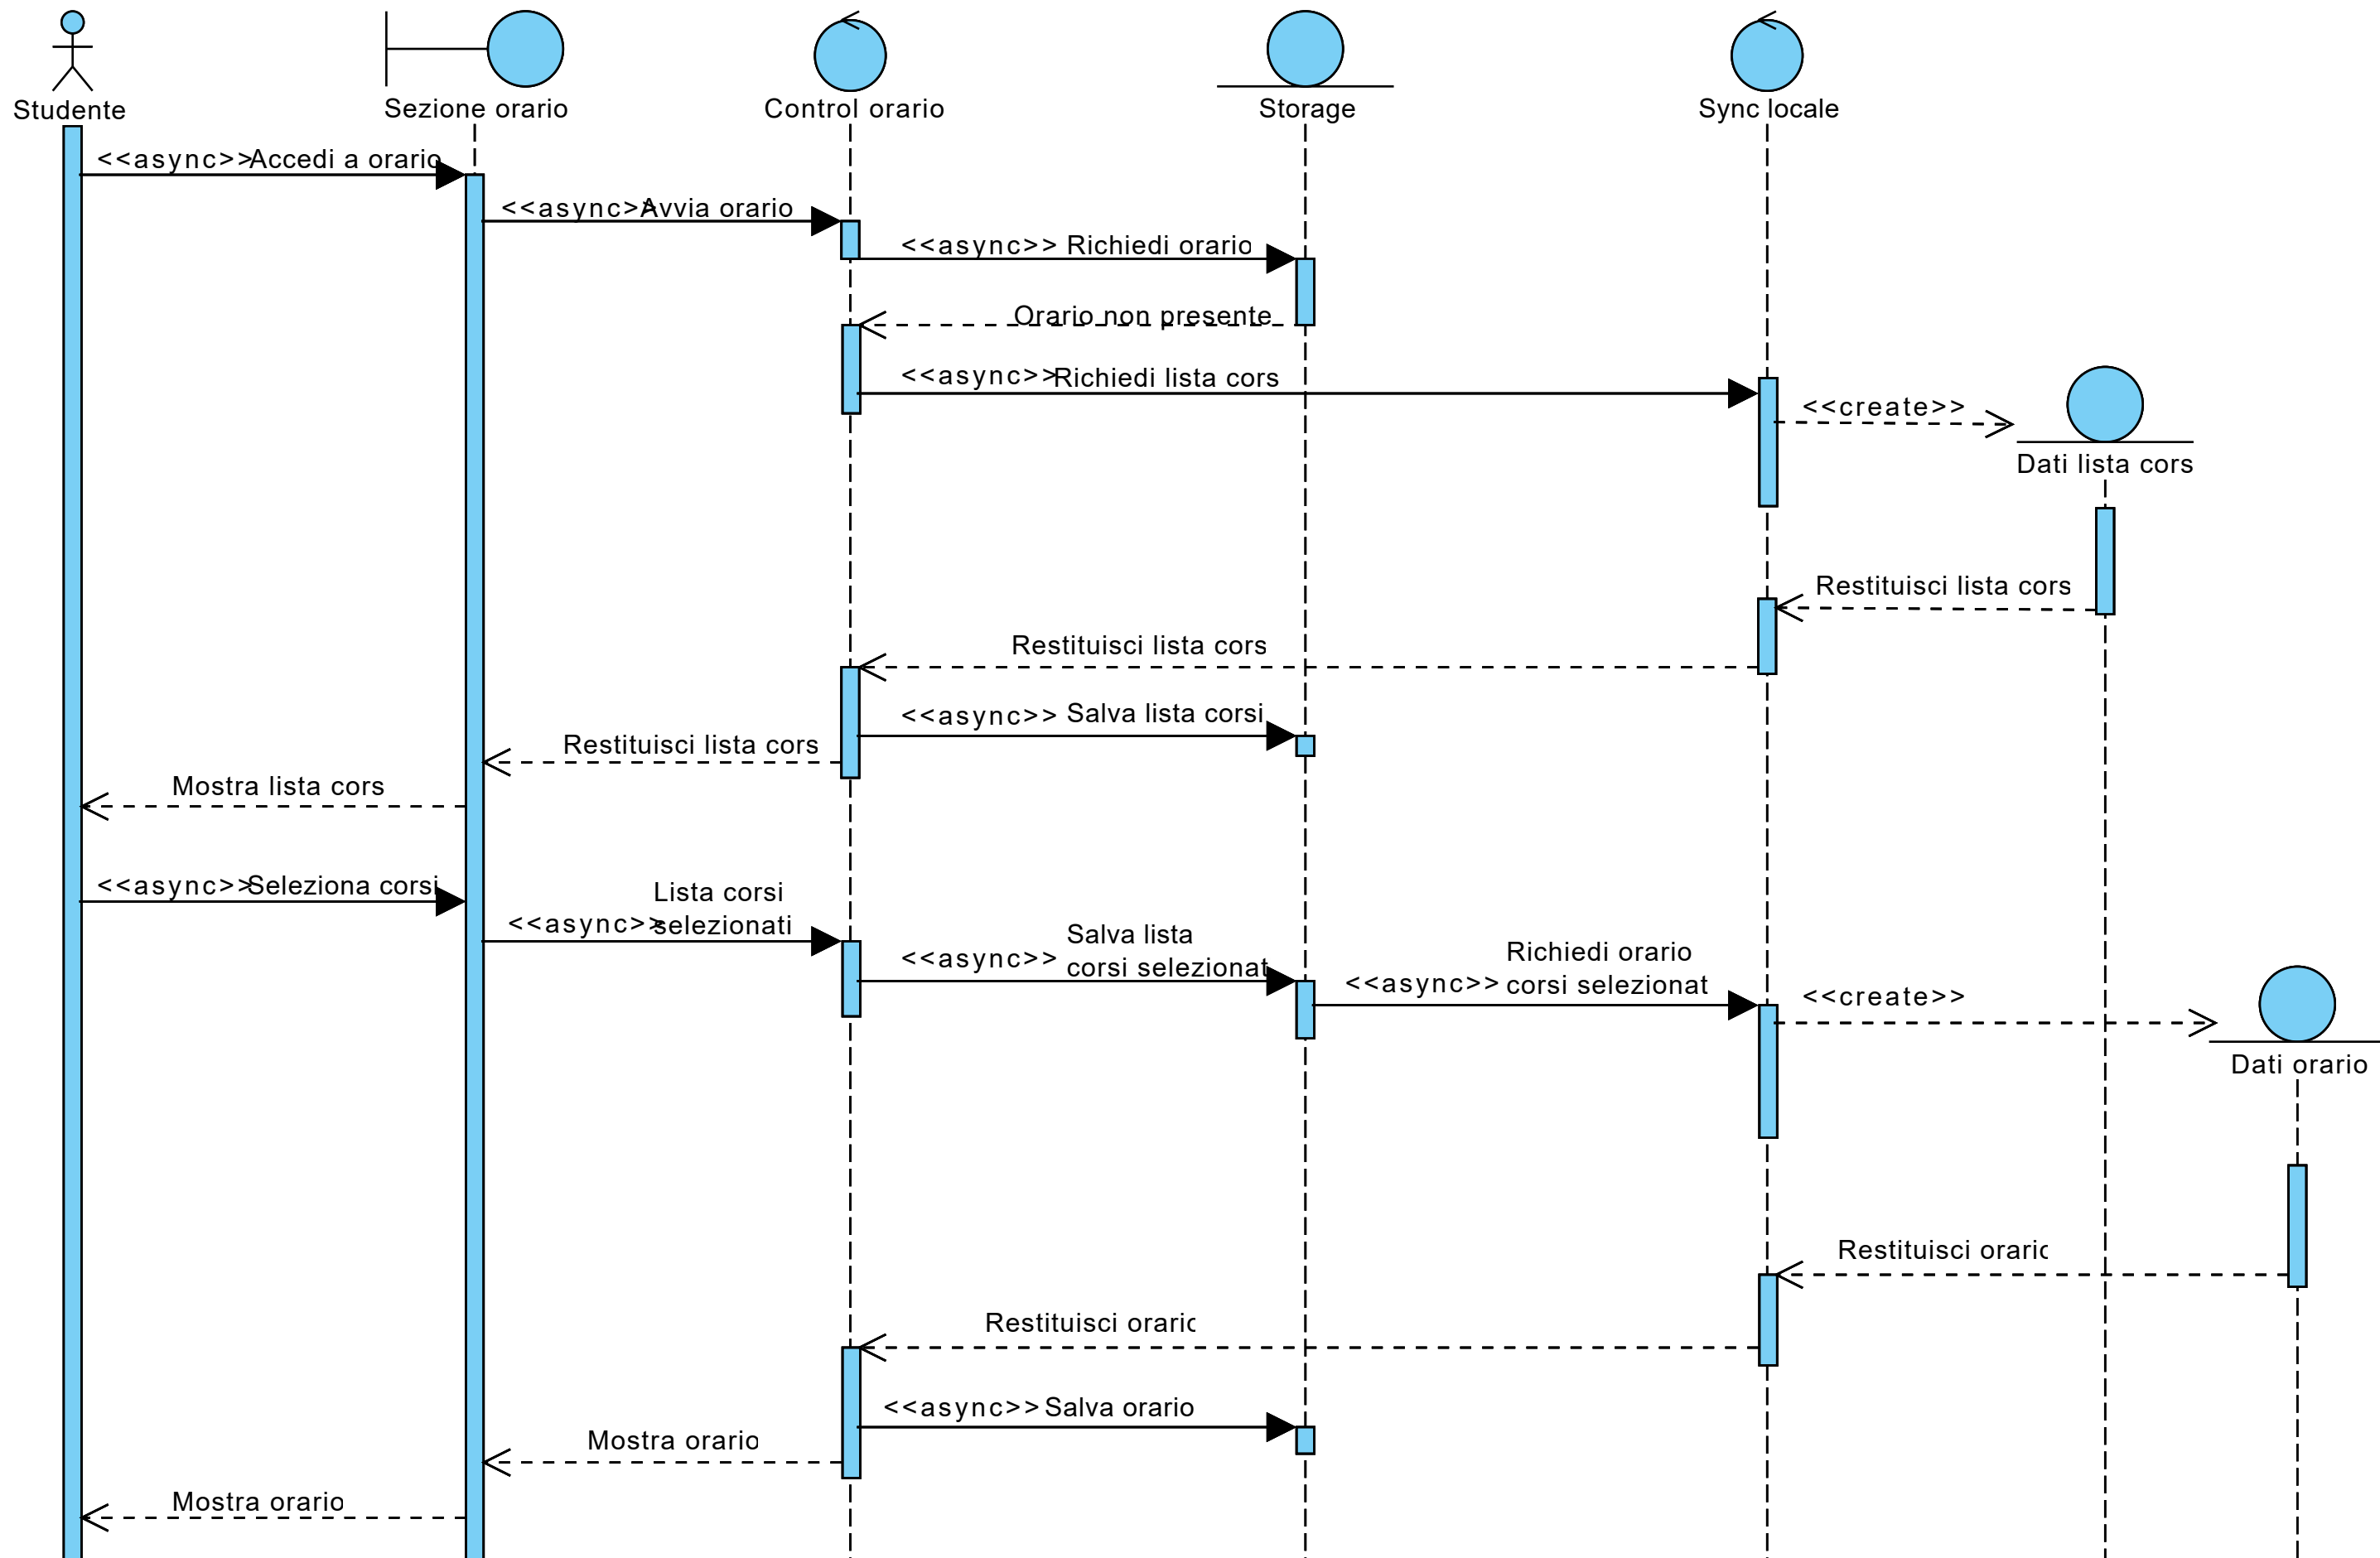 Studente
Sezione orario
Control orario
Storage
Sync locale
<<async>> Accedi a orario
<<async>> Avvia orario
<<async>> Richiedi orario
Orario non presente
<<async>> Richiedi lista cors
<<create>>
Dati lista cors
Restituisci lista cors
Restituisci lista cors
<<async>> Salva lista corsi
Restituisci lista cors
Mostra lista cors
<<async>> Seleziona corsi
Lista corsi
<<async>> selezionati
Salva lista
<<async>> corsi selezionat
Richiedi orario
<<async>> corsi selezionat
<<create>>
Dati orario
Restituisci orario
Restituisci orario
<<async>> Salva orario
Mostra orario
Mostra orario